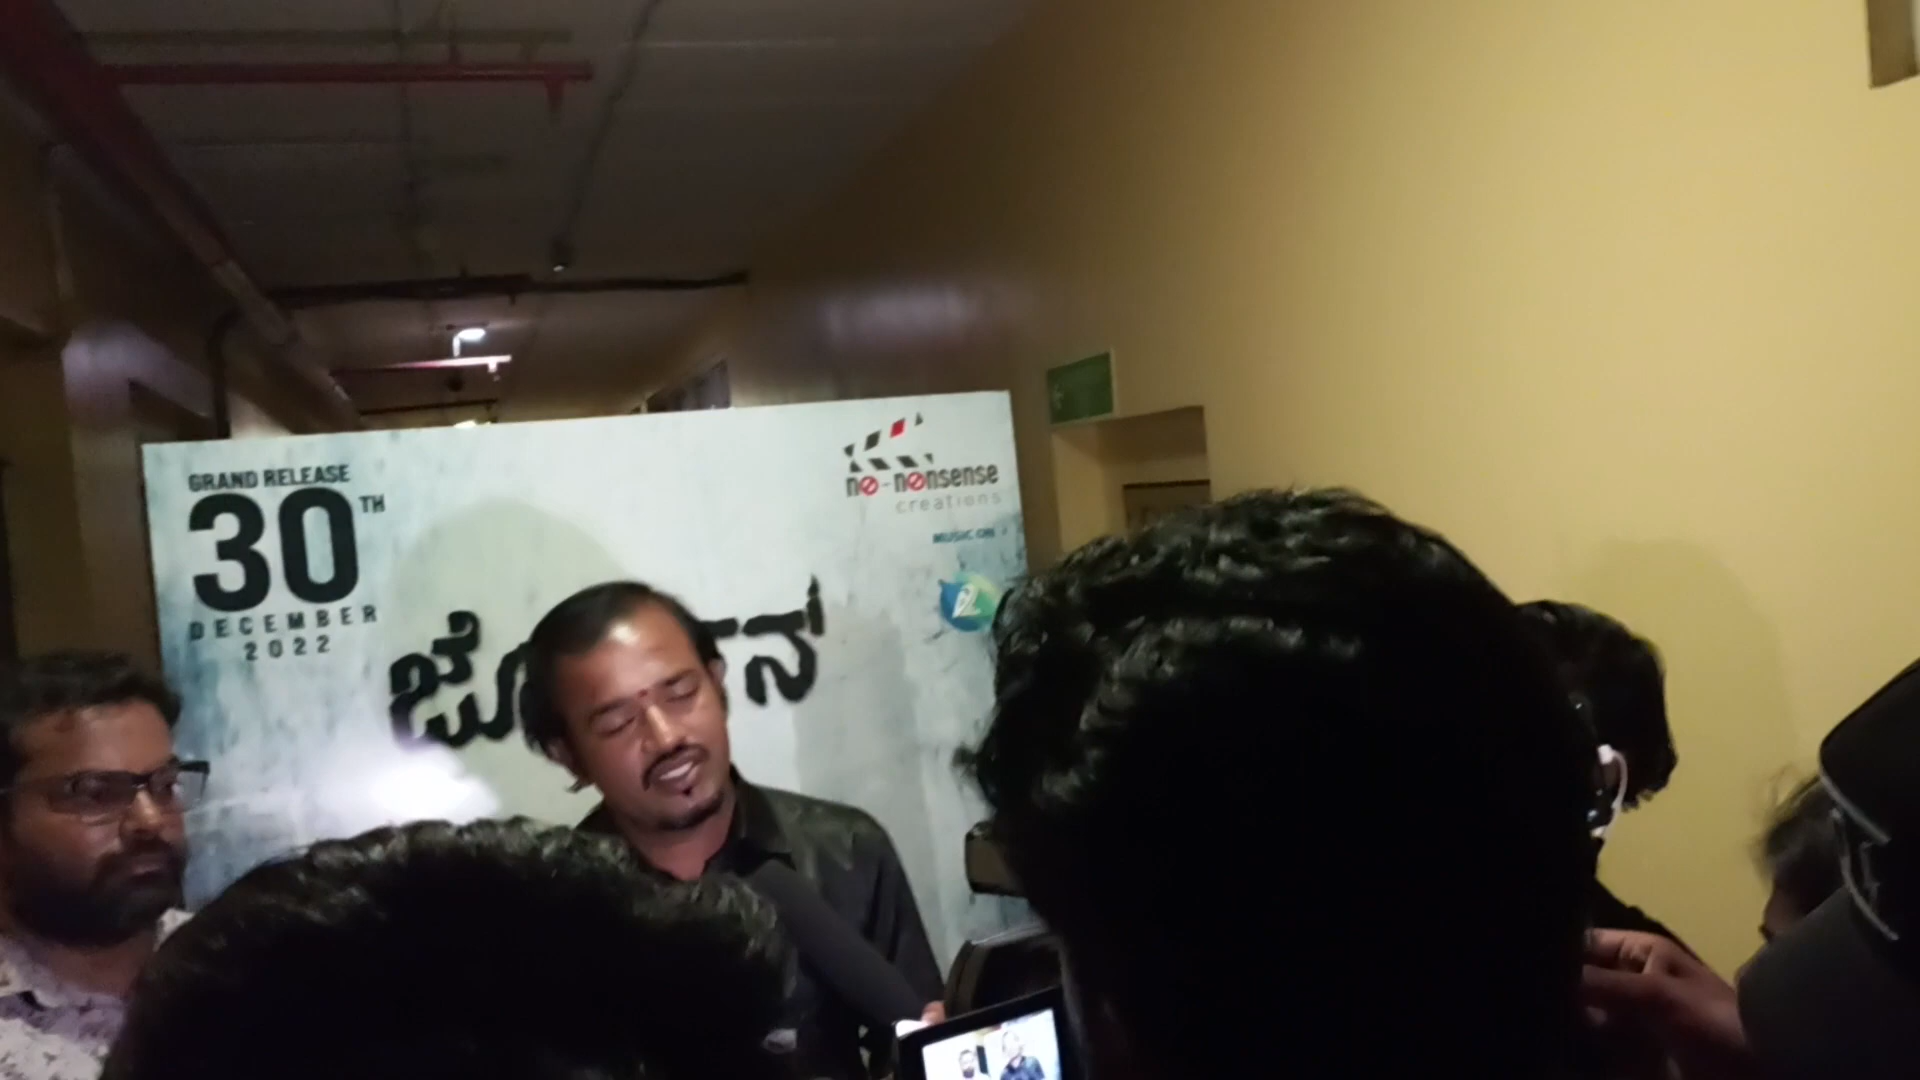 GRAND RELEASE
30TH
DECEMBER
2022
no-nonsense
creations
MUSIC ON